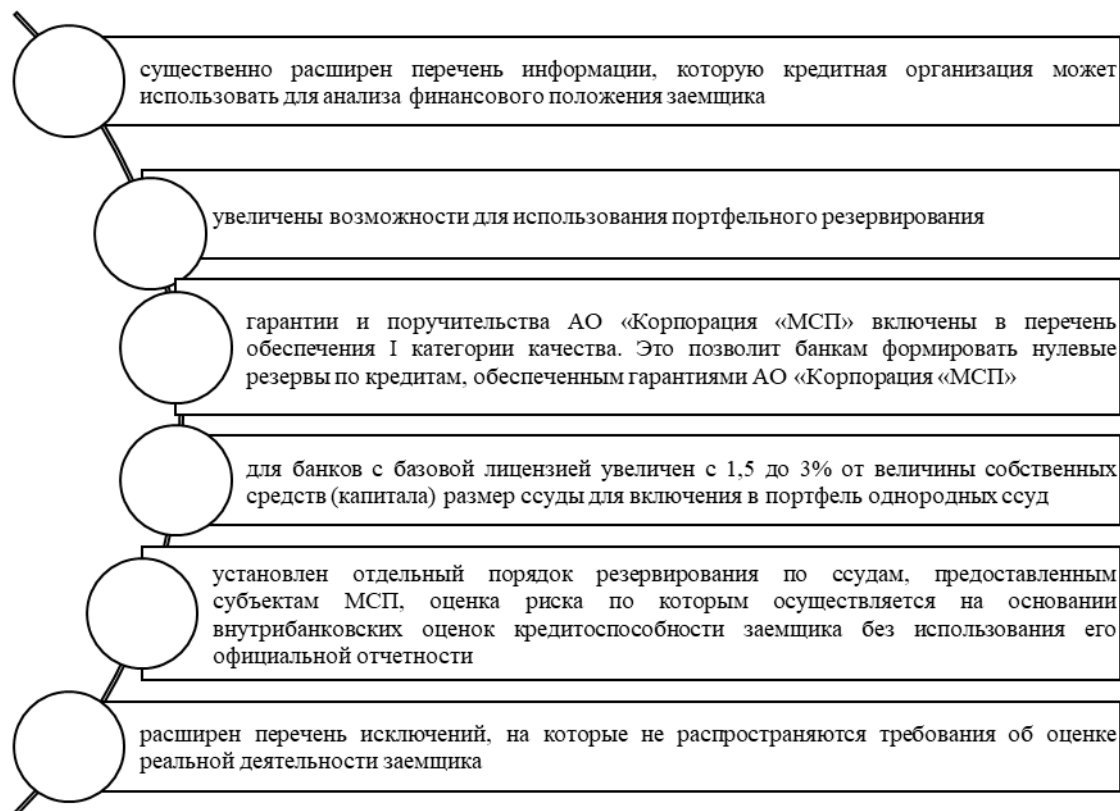 существенно расширен перечень информации, которую кредитная организация может
использовать для анализа финансового положения заемщика
увеличены возможности для использования портфельного резервирования
гарантии и поручительства АО «Корпорация «МСП» включены в перечень
обеспечения I категории качества. Это позволит банкам формировать нулевые
резервы по кредитам, обеспеченным гарантиями АО «Корпорация «МСП»
для банков с базовой лицензией увеличен с 1,5 до 3% от величины собственных
средств (капитала) размер ссуды для включения в портфель однородных ссуд
установлен отдельный порядок резервирования по ссудам, предоставленным
субъектам МСП, оценка риска по которым осуществляется на основании
внутрибанковских оценок кредитоспособности заемщика без использования его
официальной отчетности
расширен перечень исключений, на которые не распространяются требования об оценке
реальной деятельности заемщика